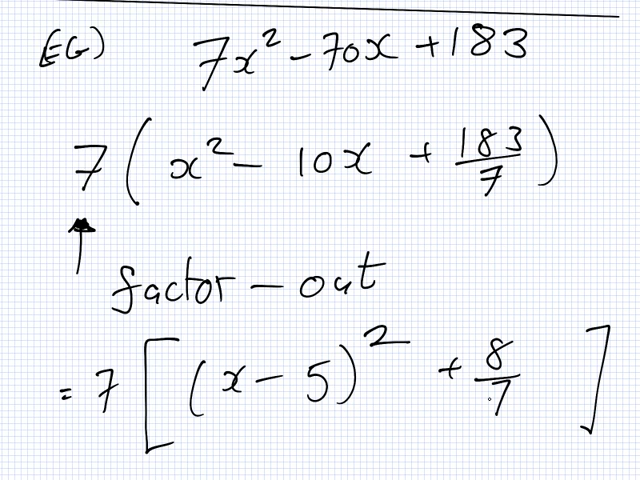 EG) 7x² - 70x + 183
7 ( x² - 10x + 183/7 )
factor - out
= 7 [ (x - 5)² + 8/7 ]